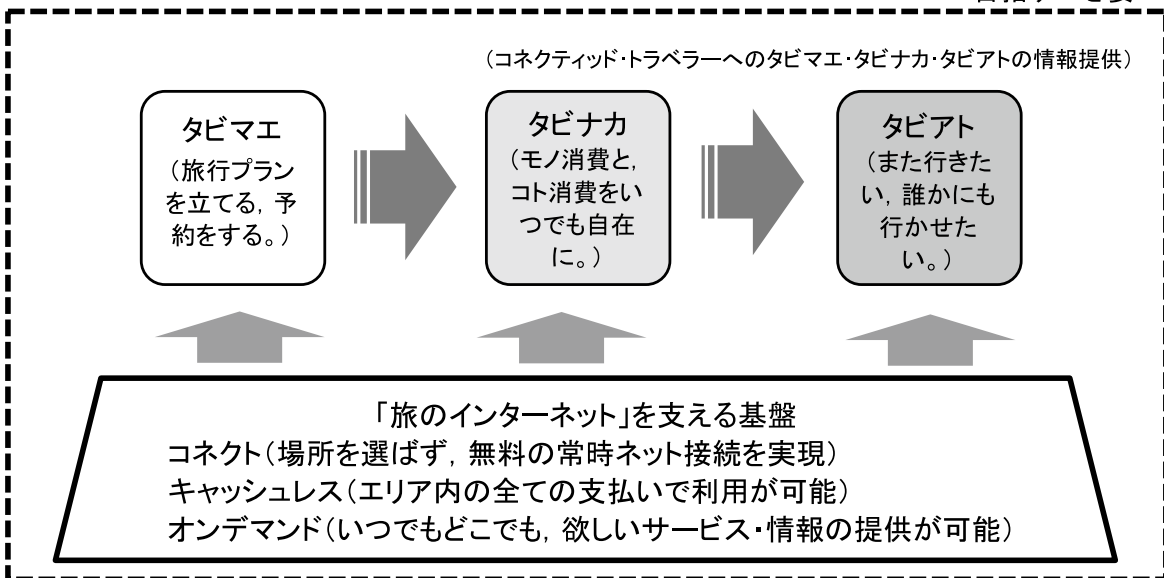 （コネクティッド・トラベラーへのタビマエ・タビナカ・タビアトの情報提供）
タビマエ
（旅行プラン
を立てる，予
約をする。）
タビナカ
（モノ消費と，
コト消費をい
つでも自在
に。）
タビアト
（また行きた
い，誰かにも
行かせた
い。）
「旅のインターネット」を支える基盤
コネクト（場所を選ばず，無料の常時ネット接続を実現）
キャッシュレス（エリア内の全ての支払いで利用が可能）
オンデマンド（いつでもどこでも，欲しいサービス・情報の提供が可能）